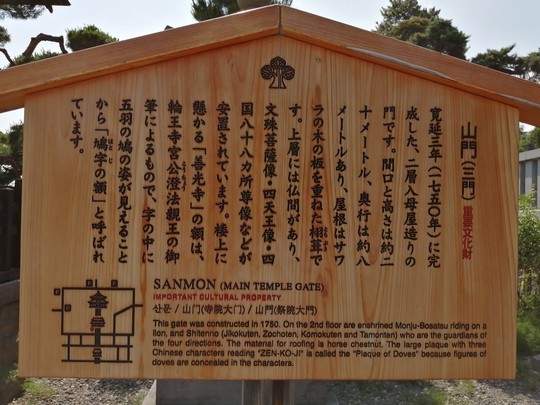 山門(三門) 重要文化財
寛延三年(一七五〇年)に完
成した、二層入母屋造りの
門です。間口と高さは約二
十メートル、奥行は約八
メートルあり、屋根はサワ
ラの木の板を重ねた栩葺で
す。上層には仏間があり、
文殊菩薩像・四天王像・四
国八十八カ所尊像などが
安置されています。楼上に
懸かる「善光寺」の額は、
輪王寺宮公澄法親王の御
筆によるもので、字の中に
五羽の鳩の姿が見えること
から「鳩字の額」と呼ばれ
ています。
SANMON (MAIN TEMPLE GATE)
IMPORTANT CULTURAL PROPERTY
산몬 / 山门(寺院大门) / 山門(祭院大門)
This gate was constructed in 1750. On the 2nd floor are enshrined Monju-Bosatsu riding on a
lion, and Shitenno (Jikokuten, Zochoten, Komokuten and Tamonten) who are the guardians of
the four directions. The material for roofing is horse chestnut. The large plaque with three
Chinese characters reading "ZEN-KO-JI" is called the "Plaque of Doves" because figures of
doves are concealed in the characters.